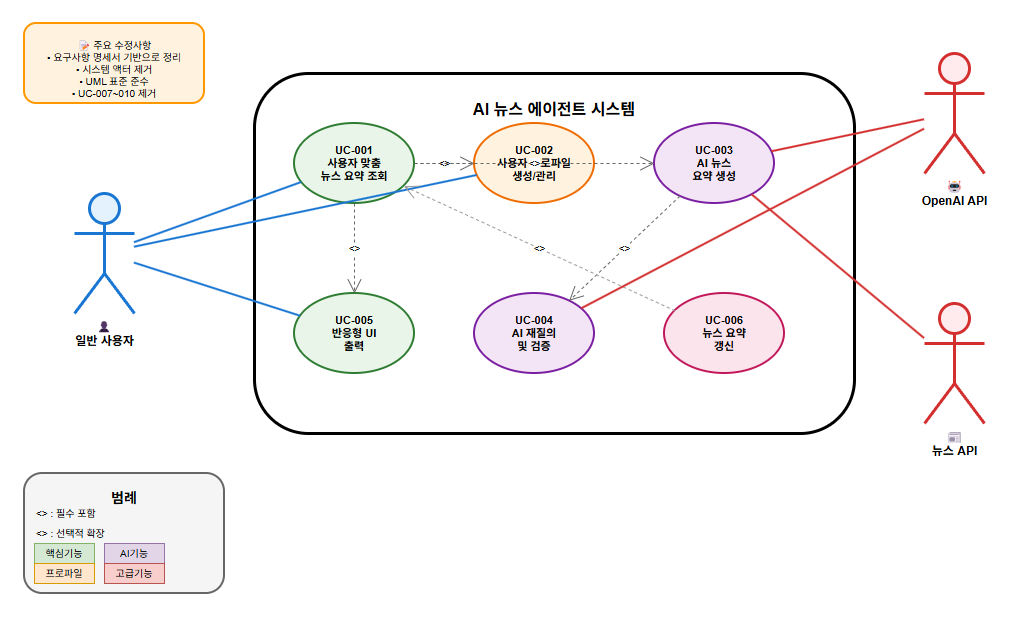 📝 주요 수정사항
• 요구사항 명세서 기반으로 정리
• 시스템 액터 제거
• UML 표준 준수
• UC-007~010 제거
AI 뉴스 에이전트 시스템
UC-001
사용자 맞춤
뉴스 요약 조회
<>
UC-002
사용자 <>로파일
생성/관리
UC-003
AI 뉴스
요약 생성
OpenAI API
<>
<>
<>
일반 사용자
UC-005
반응형 UI
출력
UC-004
AI 재질의
및 검증
UC-006
뉴스 요약
갱신
뉴스 API
범례
<> : 필수 포함
<> : 선택적 확장
핵심기능
AI기능
프로파일
고급기능